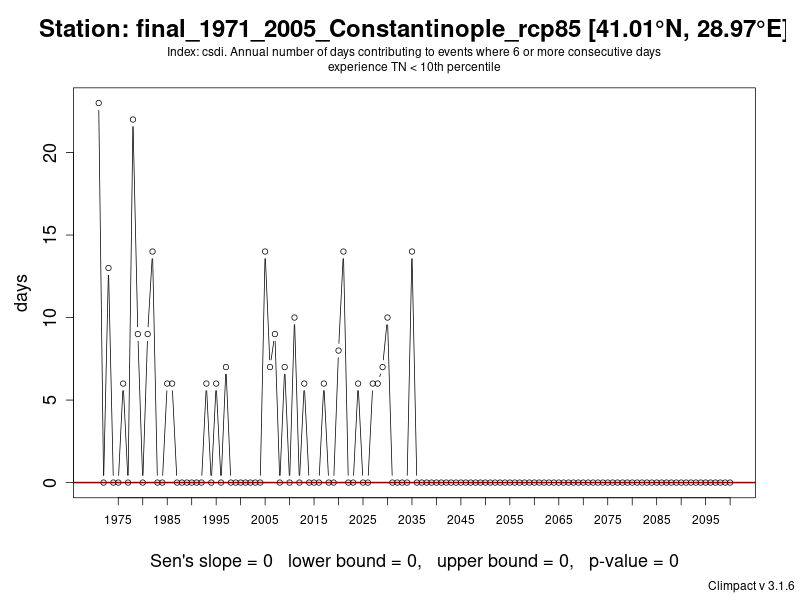 Station: final_1971_2005_Constantinople_rcp85 [41.01°N, 28.97°E]
Index: csdi. Annual number of days contributing to events where 6 or more consecutive days
experience TN < 10th percentile
20
15
10
5
0
days
1975 1985 1995 2005 2015 2025 2035 2045 2055 2065 2075 2085 2095
Sen's slope = 0 lower bound = 0, upper bound = 0, p-value = 0
Climpact v 3.1.6